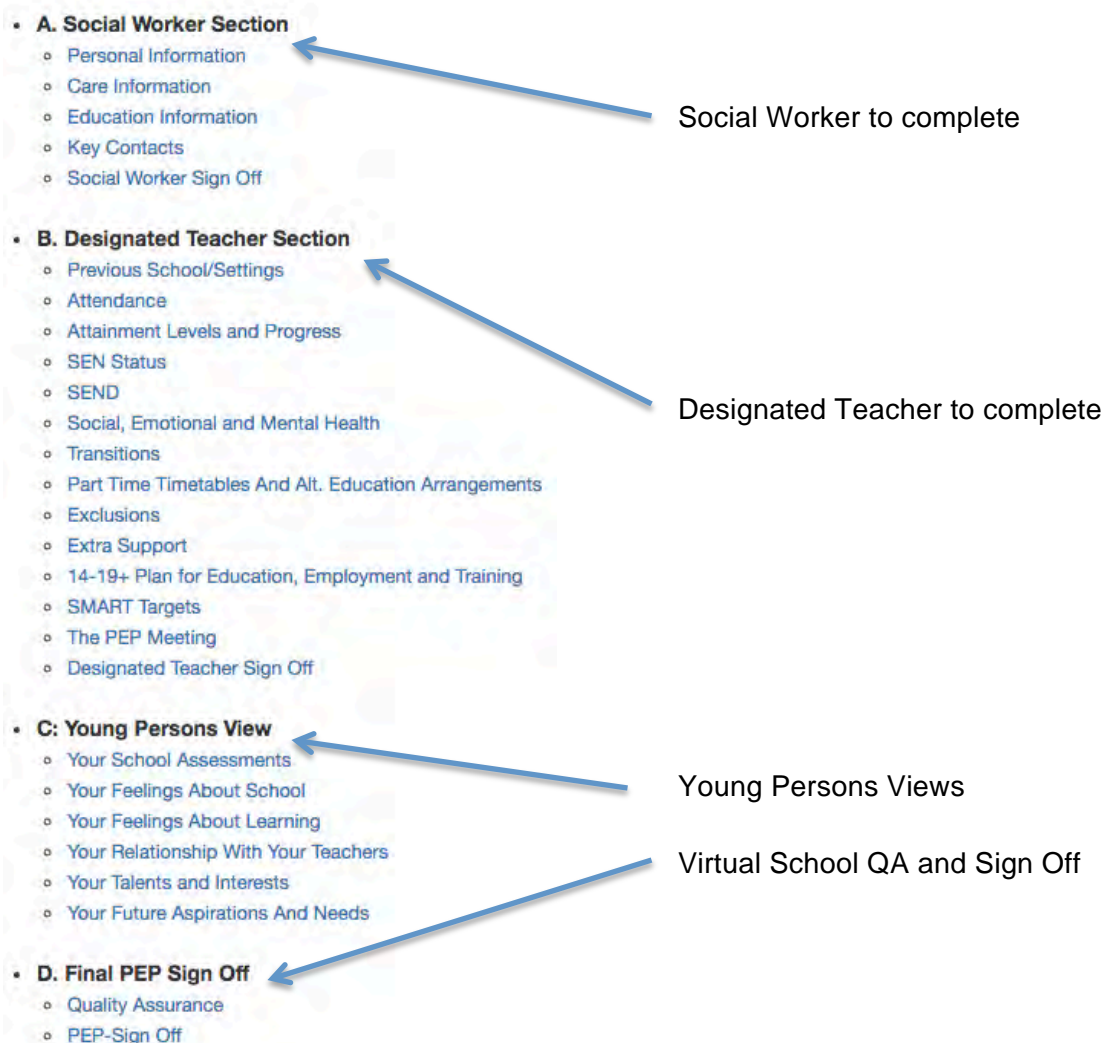 A. Social Worker Section
Personal Information
Care Information
Education Information
Key Contacts
Social Worker Sign Off
Social Worker to complete
B. Designated Teacher Section
Previous School/Settings
Attendance
Attainment Levels and Progress
SEN Status
SEND
Social, Emotional and Mental Health
Transitions
Part Time Timetables And Alt. Education Arrangements
Exclusions
Extra Support
14-19+ Plan for Education, Employment and Training
SMART Targets
The PEP Meeting
Designated Teacher Sign Off
Designated Teacher to complete
C: Young Persons View
Your School Assessments
Your Feelings About School
Your Feelings About Learning
Your Relationship With Your Teachers
Your Talents and Interests
Your Future Aspirations And Needs
Young Persons Views
Virtual School QA and Sign Off
D. Final PEP Sign Off
Quality Assurance
PEP-Sign Off